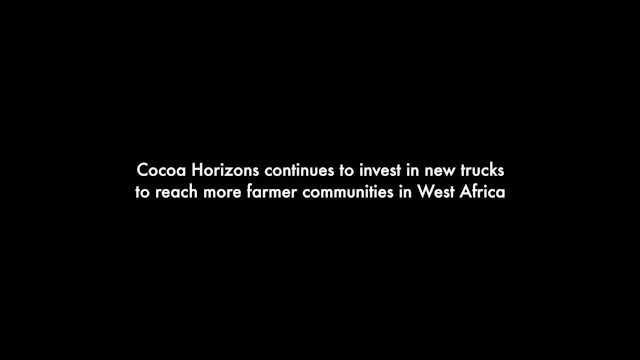 Cocoa Horizons continues to invest in new trucks
to reach more farmer communities in West Africa